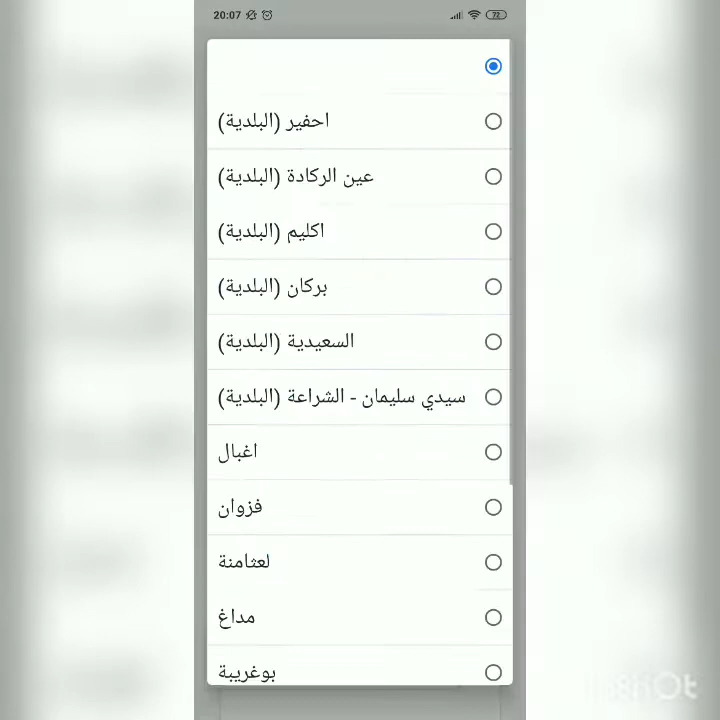 20:07
72
احفير (البلدية)
عين الركادة (البلدية)
اكليم (البلدية)
بركان (البلدية)
السعيدية (البلدية)
سيدي سليمان - الشراعة (البلدية)
اغبال
فزوان
لعثامنة
مداغ
بوغريبة